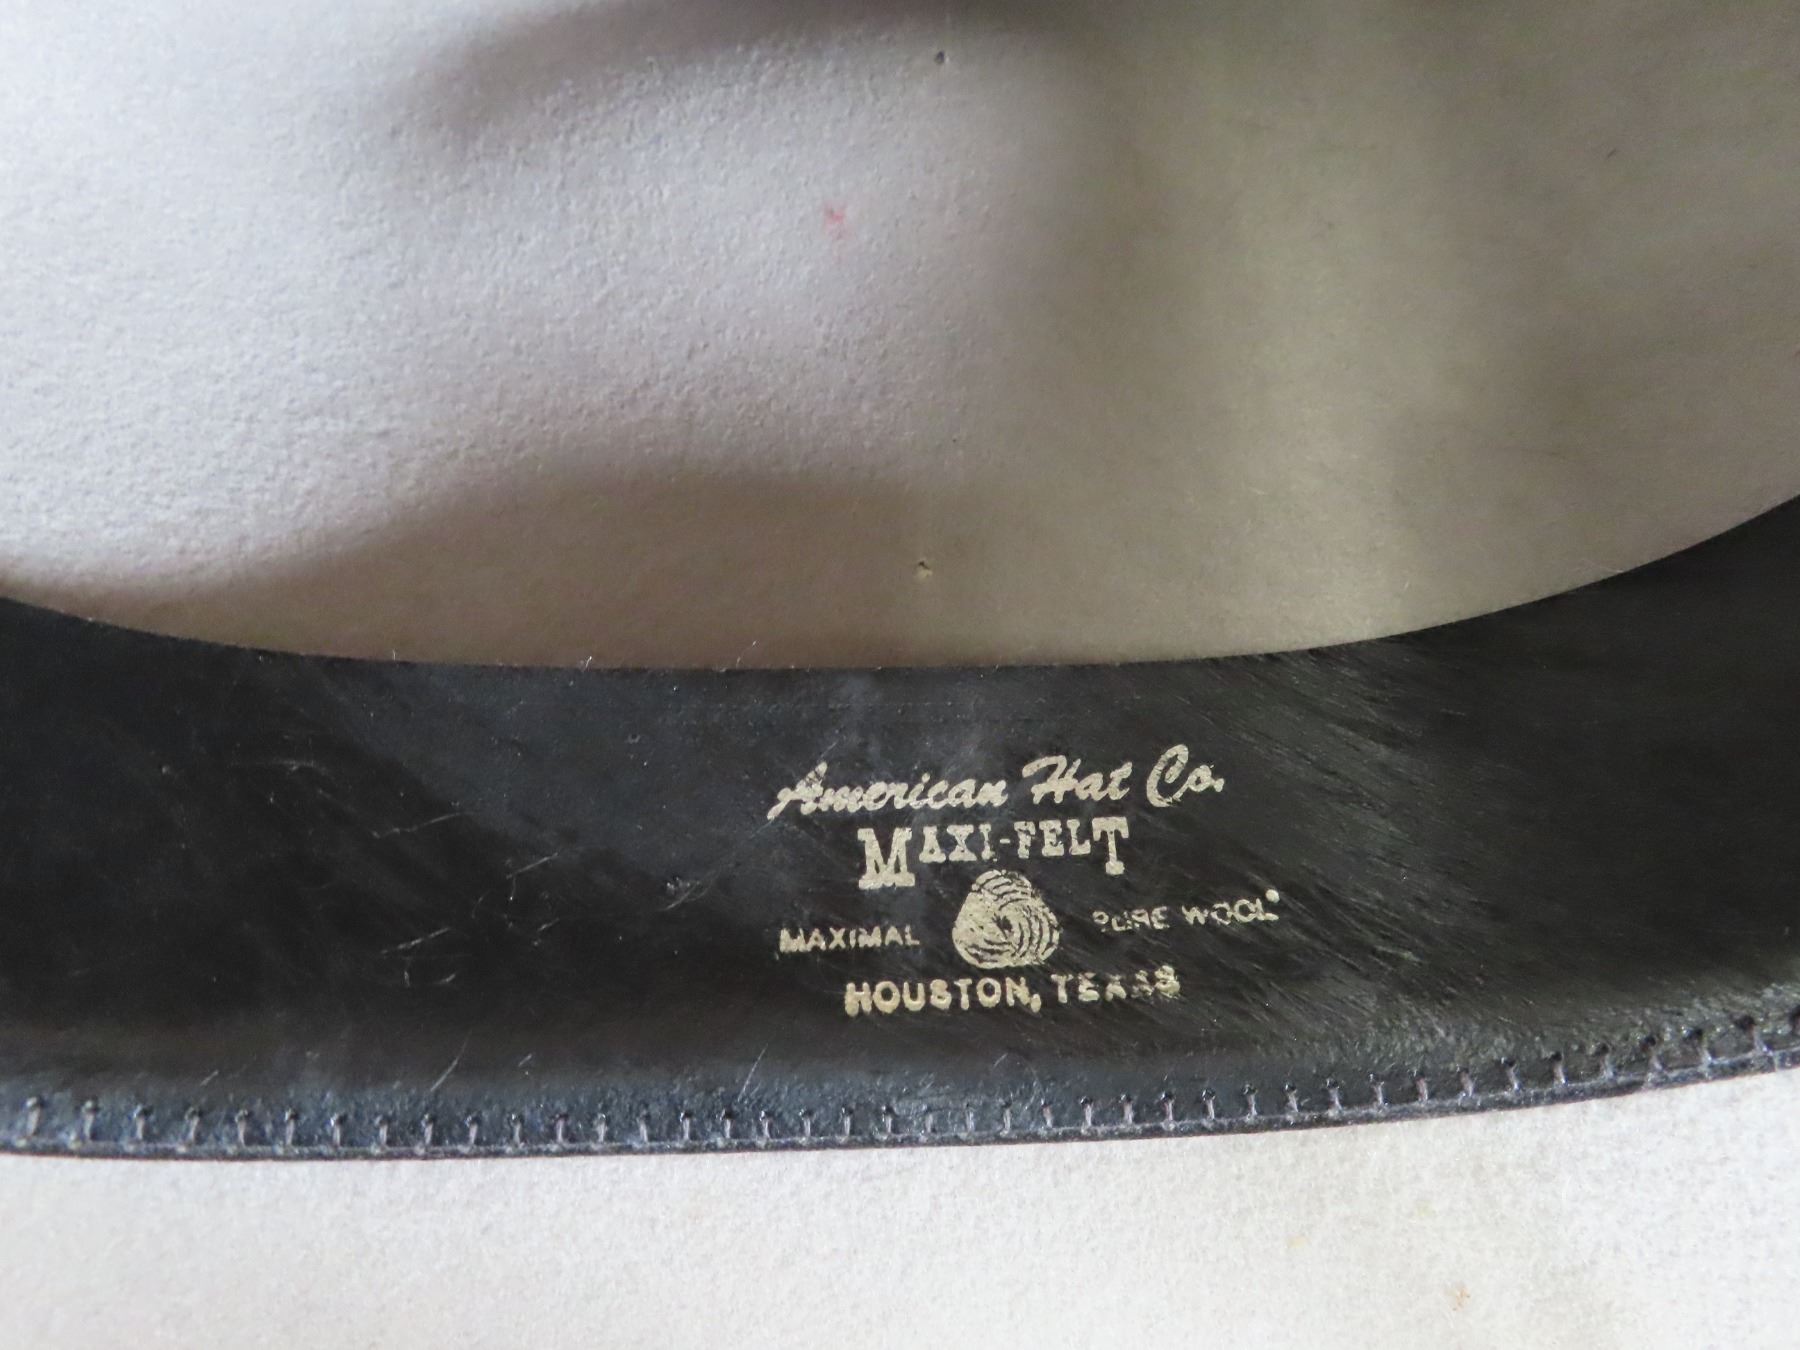 American Hat Co.
MAXI-FELT
MAXIMAL PURE WOOL
HOUSTON, TEXAS